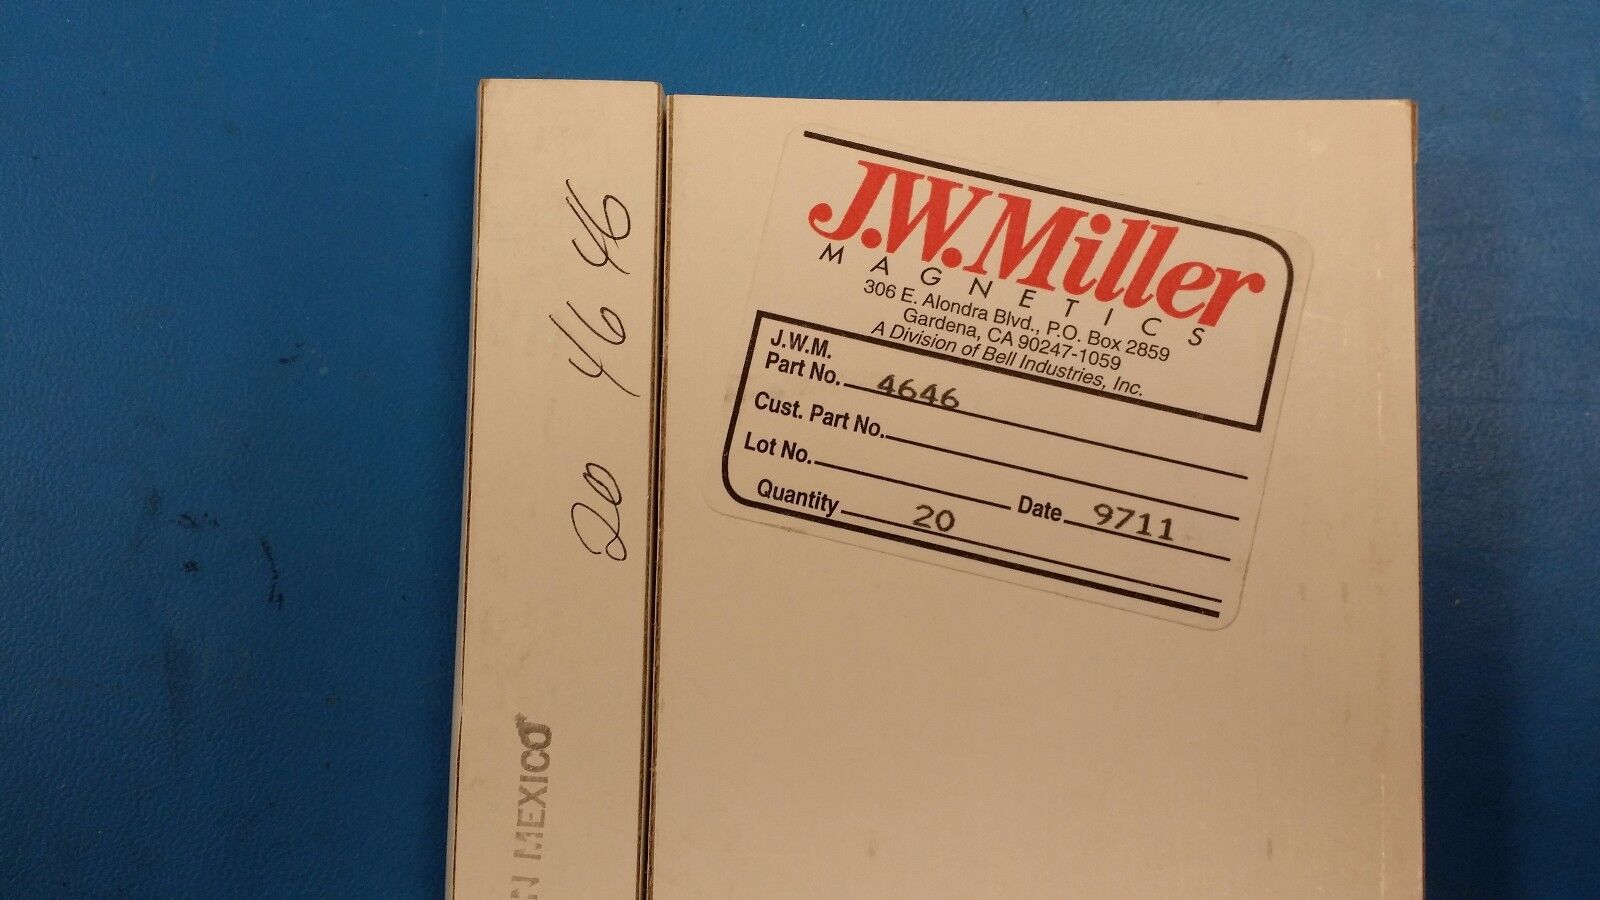 J.W.Miller
MAGNETICS
306 E. Alondra Blvd., P.O. Box 2859
Gardena, CA 90247-1059
A Division of Bell Industries, Inc.
J.W.M.
Part No. 4646
Cust. Part No.
Lot No.
Quantity 20 Date 9711
20 4646
IN MEXICO